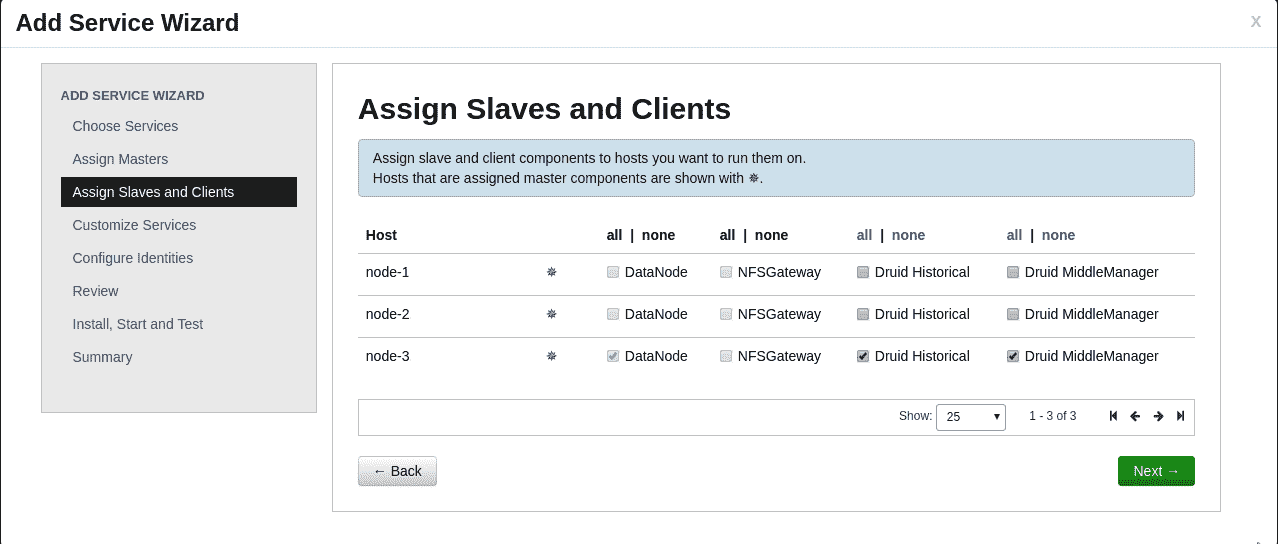 Add Service Wizard
x
ADD SERVICE WIZARD
Choose Services
Assign Masters
Assign Slaves and Clients
Customize Services
Configure Identities
Review
Install, Start and Test
Summary
Assign Slaves and Clients
Assign slave and client components to hosts you want to run them on.
Hosts that are assigned master components are shown with ✵.
Host all | none all | none all | none all | none
node-1 ✵ DataNode NFSGateway Druid Historical Druid MiddleManager
node-2 ✵ DataNode NFSGateway Druid Historical Druid MiddleManager
node-3 ✵ DataNode NFSGateway Druid Historical Druid MiddleManager
Show: 25 1 - 3 of 3
← Back
Next →